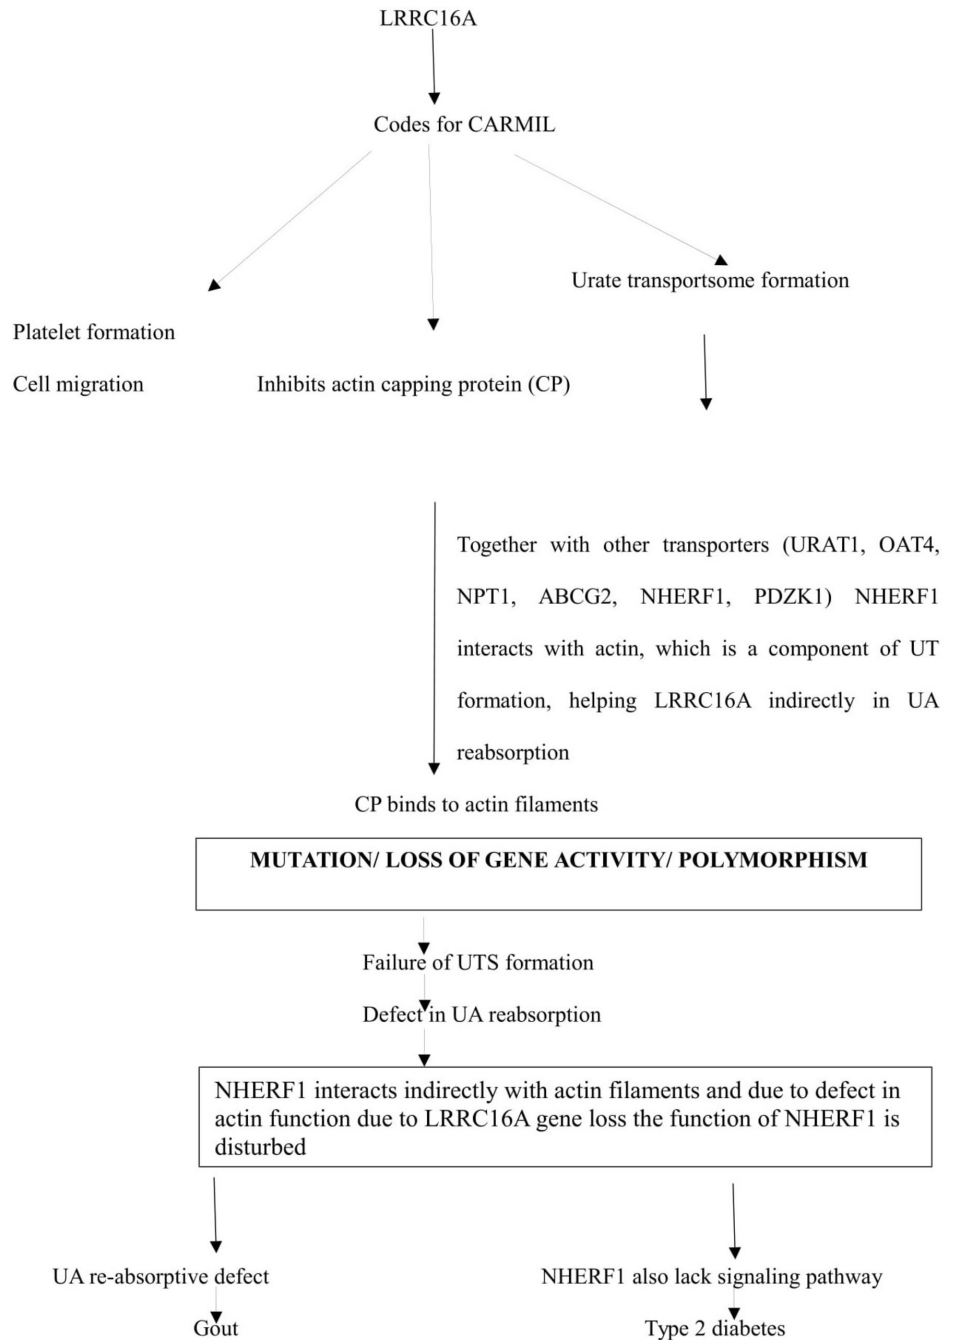 LRRC16A
Codes for CARMIL
Urate transportsome formation
Platelet formation
Cell migration
Inhibits actin capping protein (CP)
Together with other transporters (URAT1, OAT4,
NPT1, ABCG2, NHERF1, PDZK1) NHERF1
interacts with actin, which is a component of UT
formation, helping LRRC16A indirectly in UA
reabsorption
CP binds to actin filaments
MUTATION/ LOSS OF GENE ACTIVITY/ POLYMORPHISM
Failure of UTS formation
Defect in UA reabsorption
NHERF1 interacts indirectly with actin filaments and due to defect in
actin function due to LRRC16A gene loss the function of NHERF1 is
disturbed
UA re-absorptive defect
NHERF1 also lack signaling pathway
Gout
Type 2 diabetes